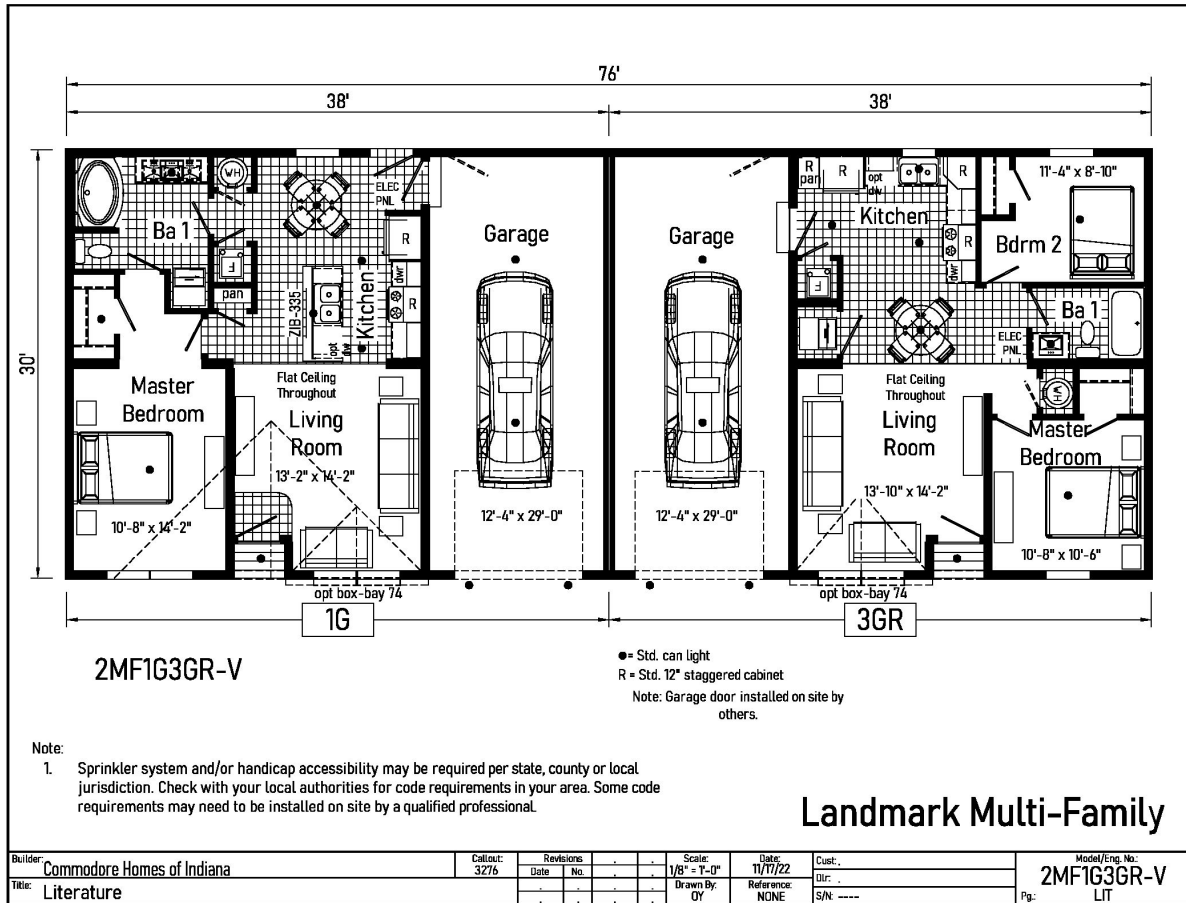 76'
38'
38'
30'
WH
ELEC
PNL
Ba 1
F
pan
R
dwr
R
Kitchen
ZIB-335
opt
dw
Garage
12'-4" x 29'-0"
Master
Bedroom
10'-8" x 14'-2"
Flat Ceiling
Throughout
Living
Room
13'-2" x 14'-2"
opt box-bay 74
1G
Garage
12'-4" x 29'-0"
R
pan
R
opt
dw
R
Kitchen
R
dwr
F
11'-4" x 8'-10"
Bdrm 2
Ba 1
ELEC
PNL
WH
Flat Ceiling
Throughout
Living
Room
13'-10" x 14'-2"
Master
Bedroom
10'-8" x 10'-6"
opt box-bay 74
3GR
2MF1G3GR-V
●= Std. can light
R = Std. 12" staggered cabinet
Note: Garage door installed on site by
others.
Note:
1. Sprinkler system and/or handicap accessibility may be required per state, county or local
jurisdiction. Check with your local authorities for code requirements in your area. Some code
requirements may need to be installed on site by a qualified professional.
Landmark Multi-Family
Builder: Commodore Homes of Indiana
Title: Literature
Callout:
3276
Revisions
Date No.
Scale:
1/8" = 1'-0"
Drawn By:
OY
Date:
11/17/22
Reference:
NONE
Cust.: .
Dlr.: .
S/N: ----
Model/Eng. No.:
2MF1G3GR-V
Pg.: LIT